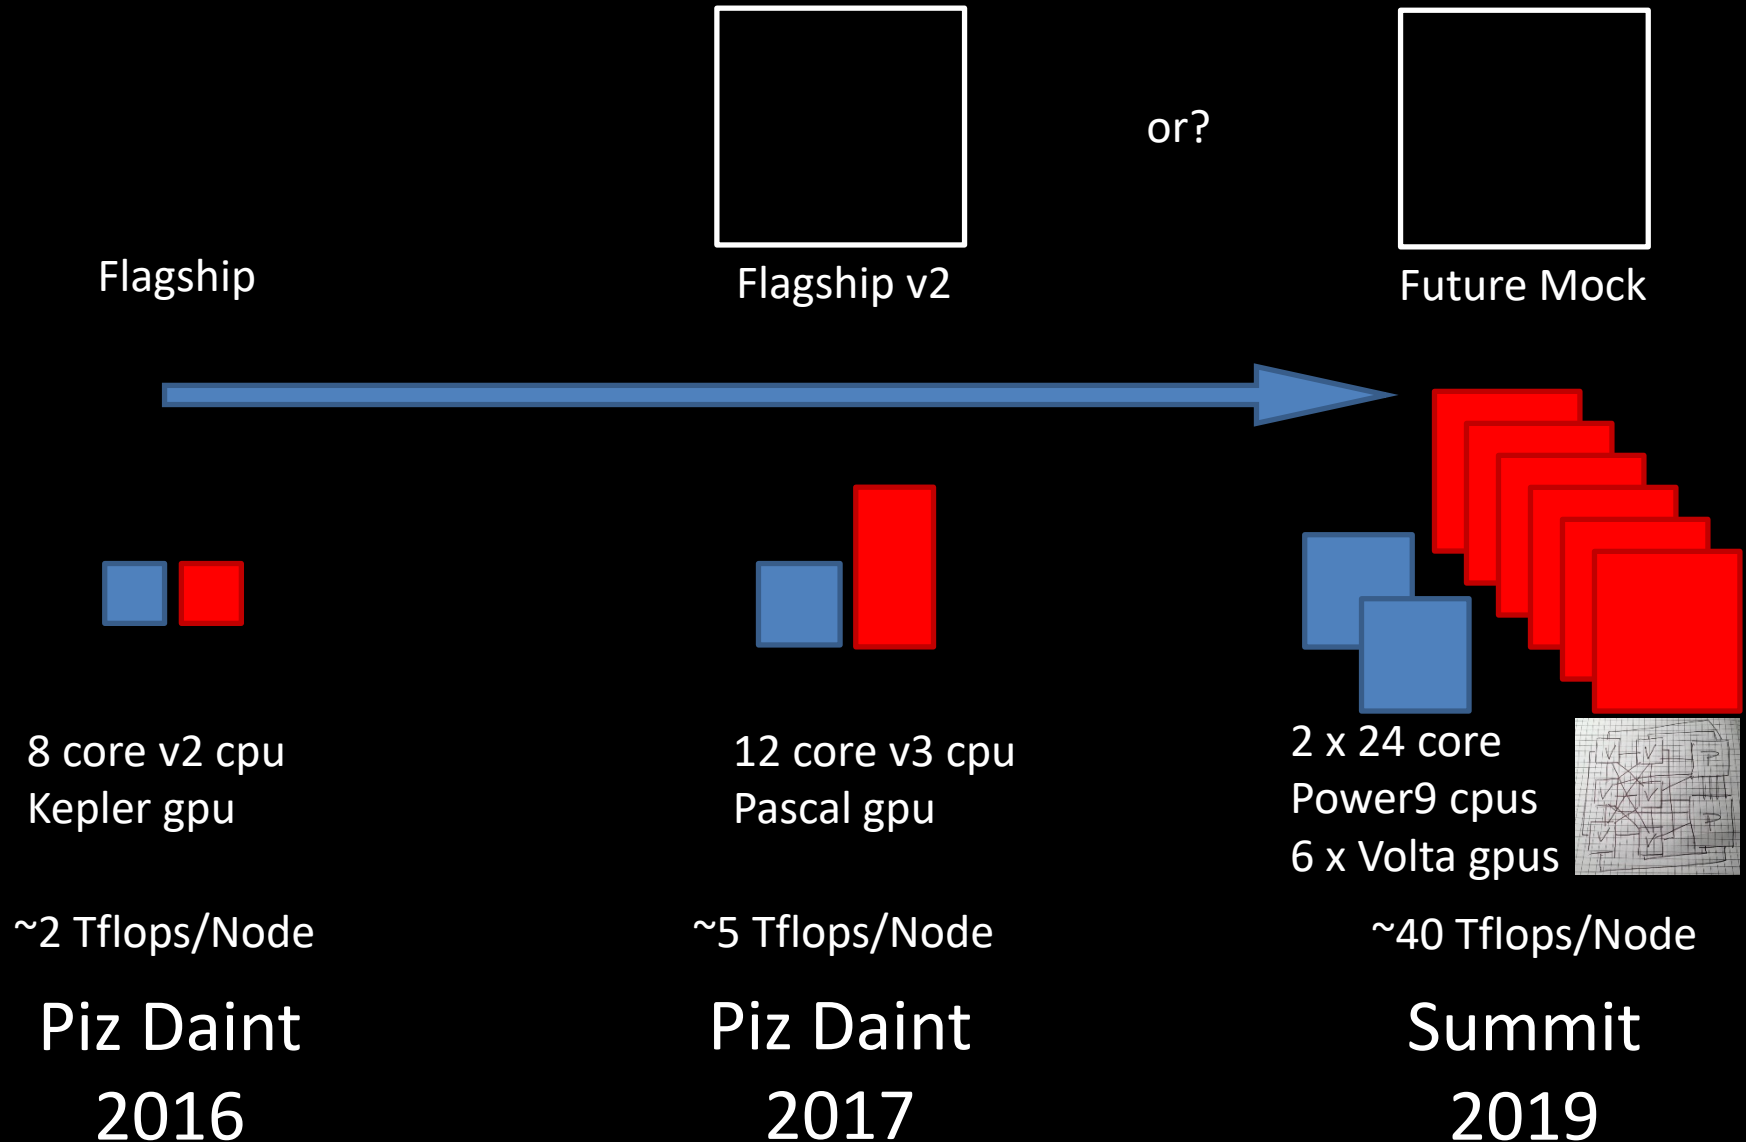 or?
Flagship
Flagship v2
Future Mock
8 core v2 cpu
Kepler gpu
12 core v3 cpu
Pascal gpu
2 x 24 core
Power9 cpus
6 x Volta gpus
~2 Tflops/Node
~5 Tflops/Node
~40 Tflops/Node
Piz Daint
2016
Piz Daint
2017
Summit
2019